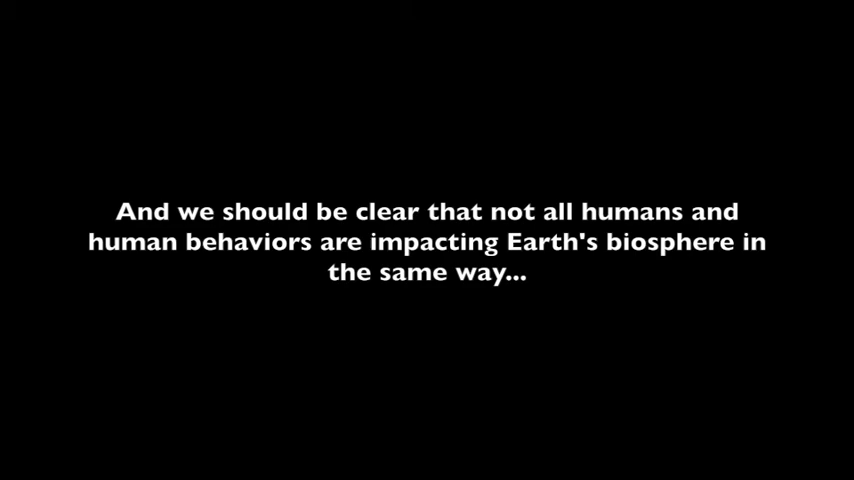 And we should be clear that not all humans and
human behaviors are impacting Earth's biosphere in
the same way...